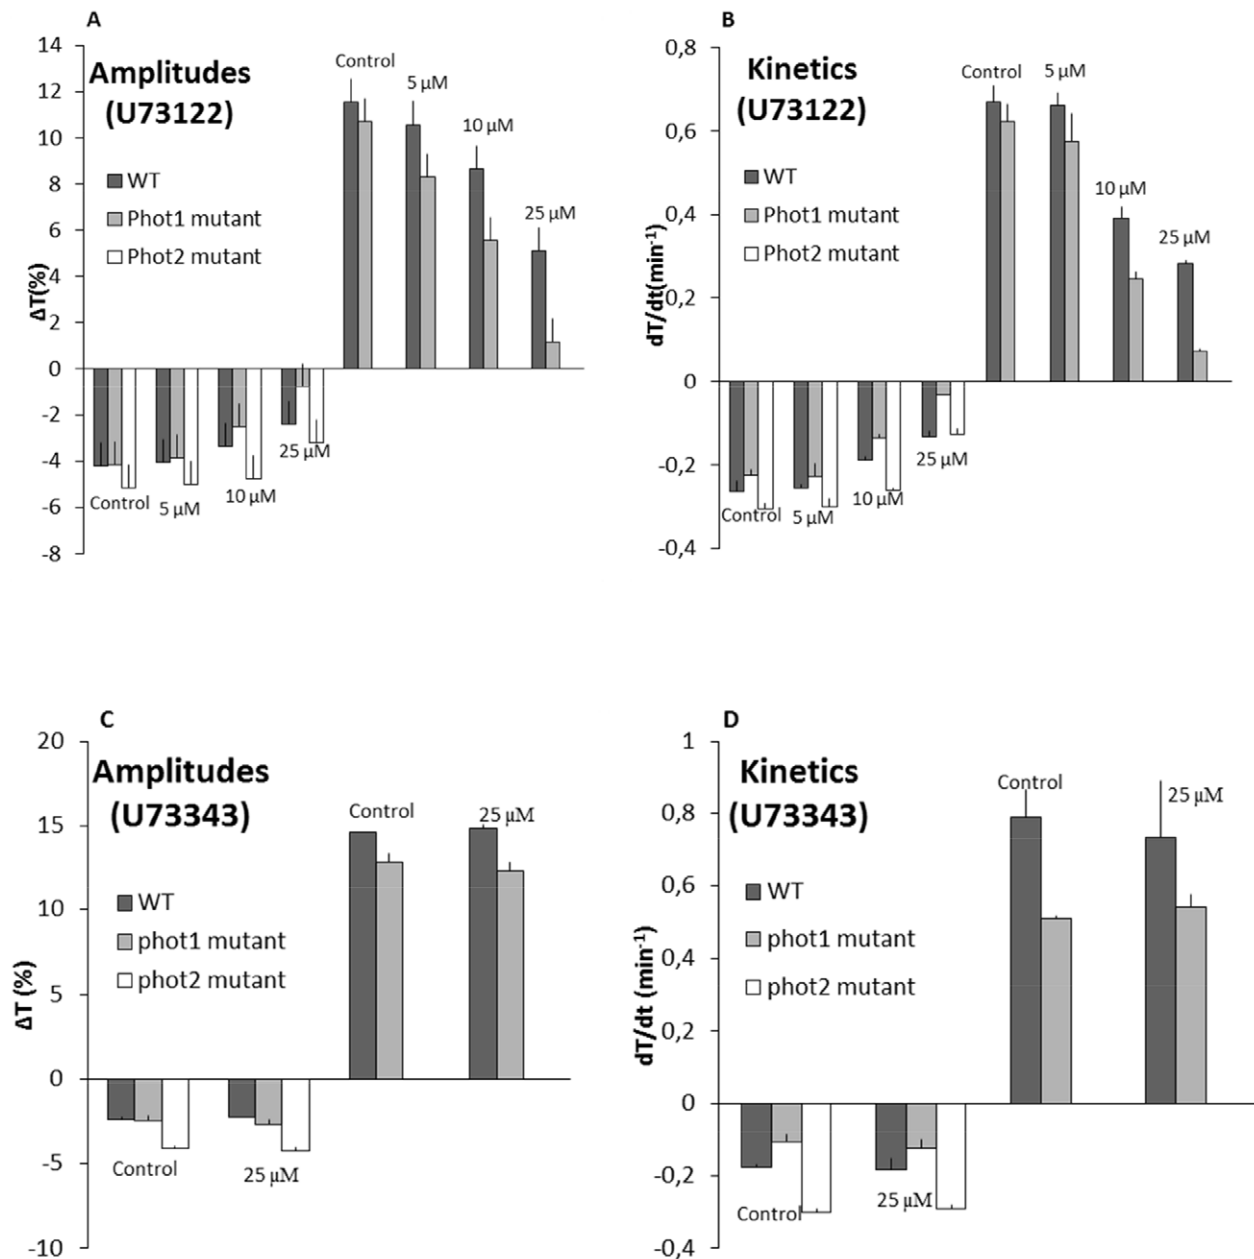 A
Amplitudes
(U73122)
WT
Phot1 mutant
Phot2 mutant
ΔT(%)
14
12
10
8
6
4
2
0
-2
-4
-6
-8
Control
5 µM
10 µM
25 µM
Control
5 µM
10 µM
25 µM
B
Kinetics
(U73122)
WT
Phot1 mutant
Phot2 mutant
dT/dt(min⁻¹)
0,8
0,6
0,4
0,2
0
-0,2
-0,4
Control
5 µM
10 µM
25 µM
Control
5 µM
10 µM
25 µM
C
Amplitudes
(U73343)
WT
phot1 mutant
phot2 mutant
ΔT (%)
20
15
10
5
0
-5
-10
Control
25 µM
Control
25 µM
D
Kinetics
(U73343)
WT
phot1 mutant
phot2 mutant
dT/dt (min⁻¹)
1
0,8
0,6
0,4
0,2
0
-0,2
-0,4
Control
25 µM
Control
25 µM